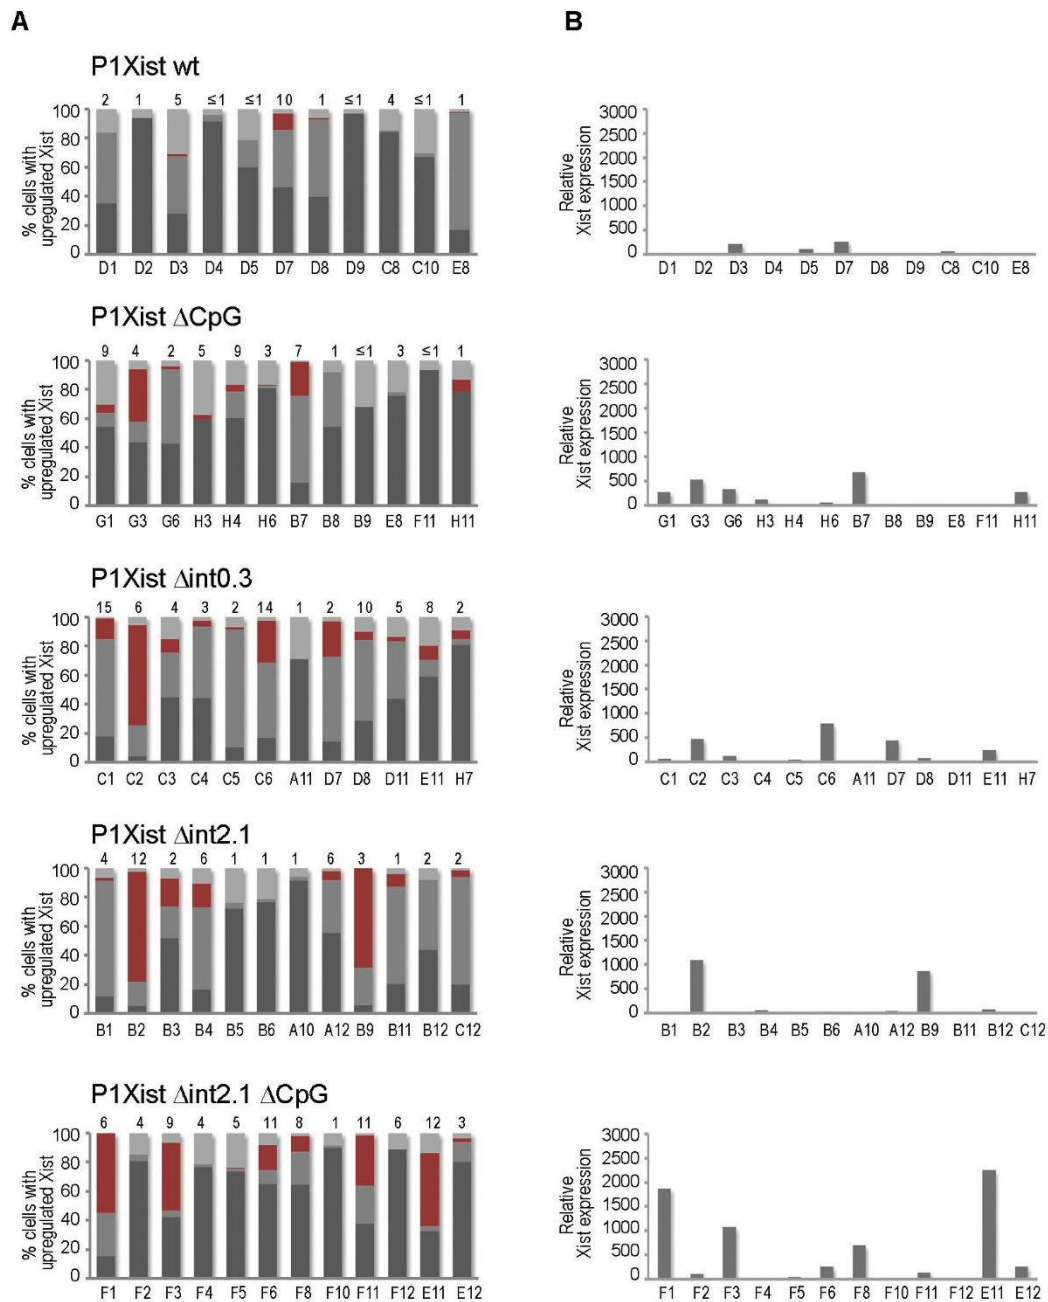 A
B
P1Xist wt
2 1 5 ≤1 ≤1 10 1 ≤1 4 ≤1 1
% clells with
upregulated Xist
100
80
60
40
20
0
D1 D2 D3 D4 D5 D7 D8 D9 C8 C10 E8
Relative
Xist expression
3000
2500
2000
1500
1000
500
0
D1 D2 D3 D4 D5 D7 D8 D9 C8 C10 E8
P1Xist ΔCpG
9 4 2 5 9 3 7 1 ≤1 3 ≤1 1
% clells with
upregulated Xist
100
80
60
40
20
0
G1 G3 G6 H3 H4 H6 B7 B8 B9 E8 F11 H11
Relative
Xist expression
3000
2500
2000
1500
1000
500
0
G1 G3 G6 H3 H4 H6 B7 B8 B9 E8 F11 H11
P1Xist Δint0.3
15 6 4 3 2 14 1 2 10 5 8 2
% clells with
upregulated Xist
100
80
60
40
20
0
C1 C2 C3 C4 C5 C6 A11 D7 D8 D11 E11 H7
Relative
Xist expression
3000
2500
2000
1500
1000
500
0
C1 C2 C3 C4 C5 C6 A11 D7 D8 D11 E11 H7
P1Xist Δint2.1
4 12 2 6 1 1 1 6 3 1 2 2
% clells with
upregulated Xist
100
80
60
40
20
0
B1 B2 B3 B4 B5 B6 A10 A12 B9 B11 B12 C12
Relative
Xist expression
3000
2500
2000
1500
1000
500
0
B1 B2 B3 B4 B5 B6 A10 A12 B9 B11 B12 C12
P1Xist Δint2.1 ΔCpG
6 4 9 4 5 11 8 1 11 6 12 3
% clells with
upregulated Xist
100
80
60
40
20
0
F1 F2 F3 F4 F5 F6 F8 F10 F11 F12 E11 E12
Relative
Xist expression
3000
2500
2000
1500
1000
500
0
F1 F2 F3 F4 F5 F6 F8 F10 F11 F12 E11 E12